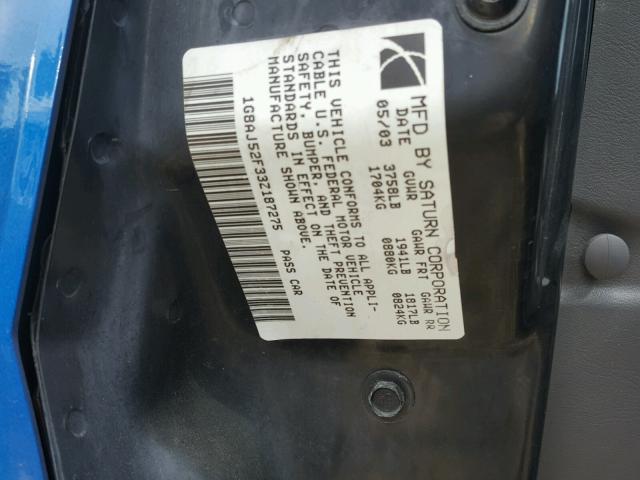 MFD BY SATURN CORPORATION
DATE GVWR GAWR FRT GAWR RR
05/03 3758LB 1941LB 1817LB
1704KG 0880KG 0824KG
THIS VEHICLE CONFORMS TO ALL APPLI-
CABLE U.S. FEDERAL MOTOR VEHICLE
SAFETY, BUMPER, AND THEFT PREVENTION
STANDARDS IN EFFECT ON THE DATE OF
MANUFACTURE SHOWN ABOVE.
1G8AJ52F33Z187275 PASS CAR